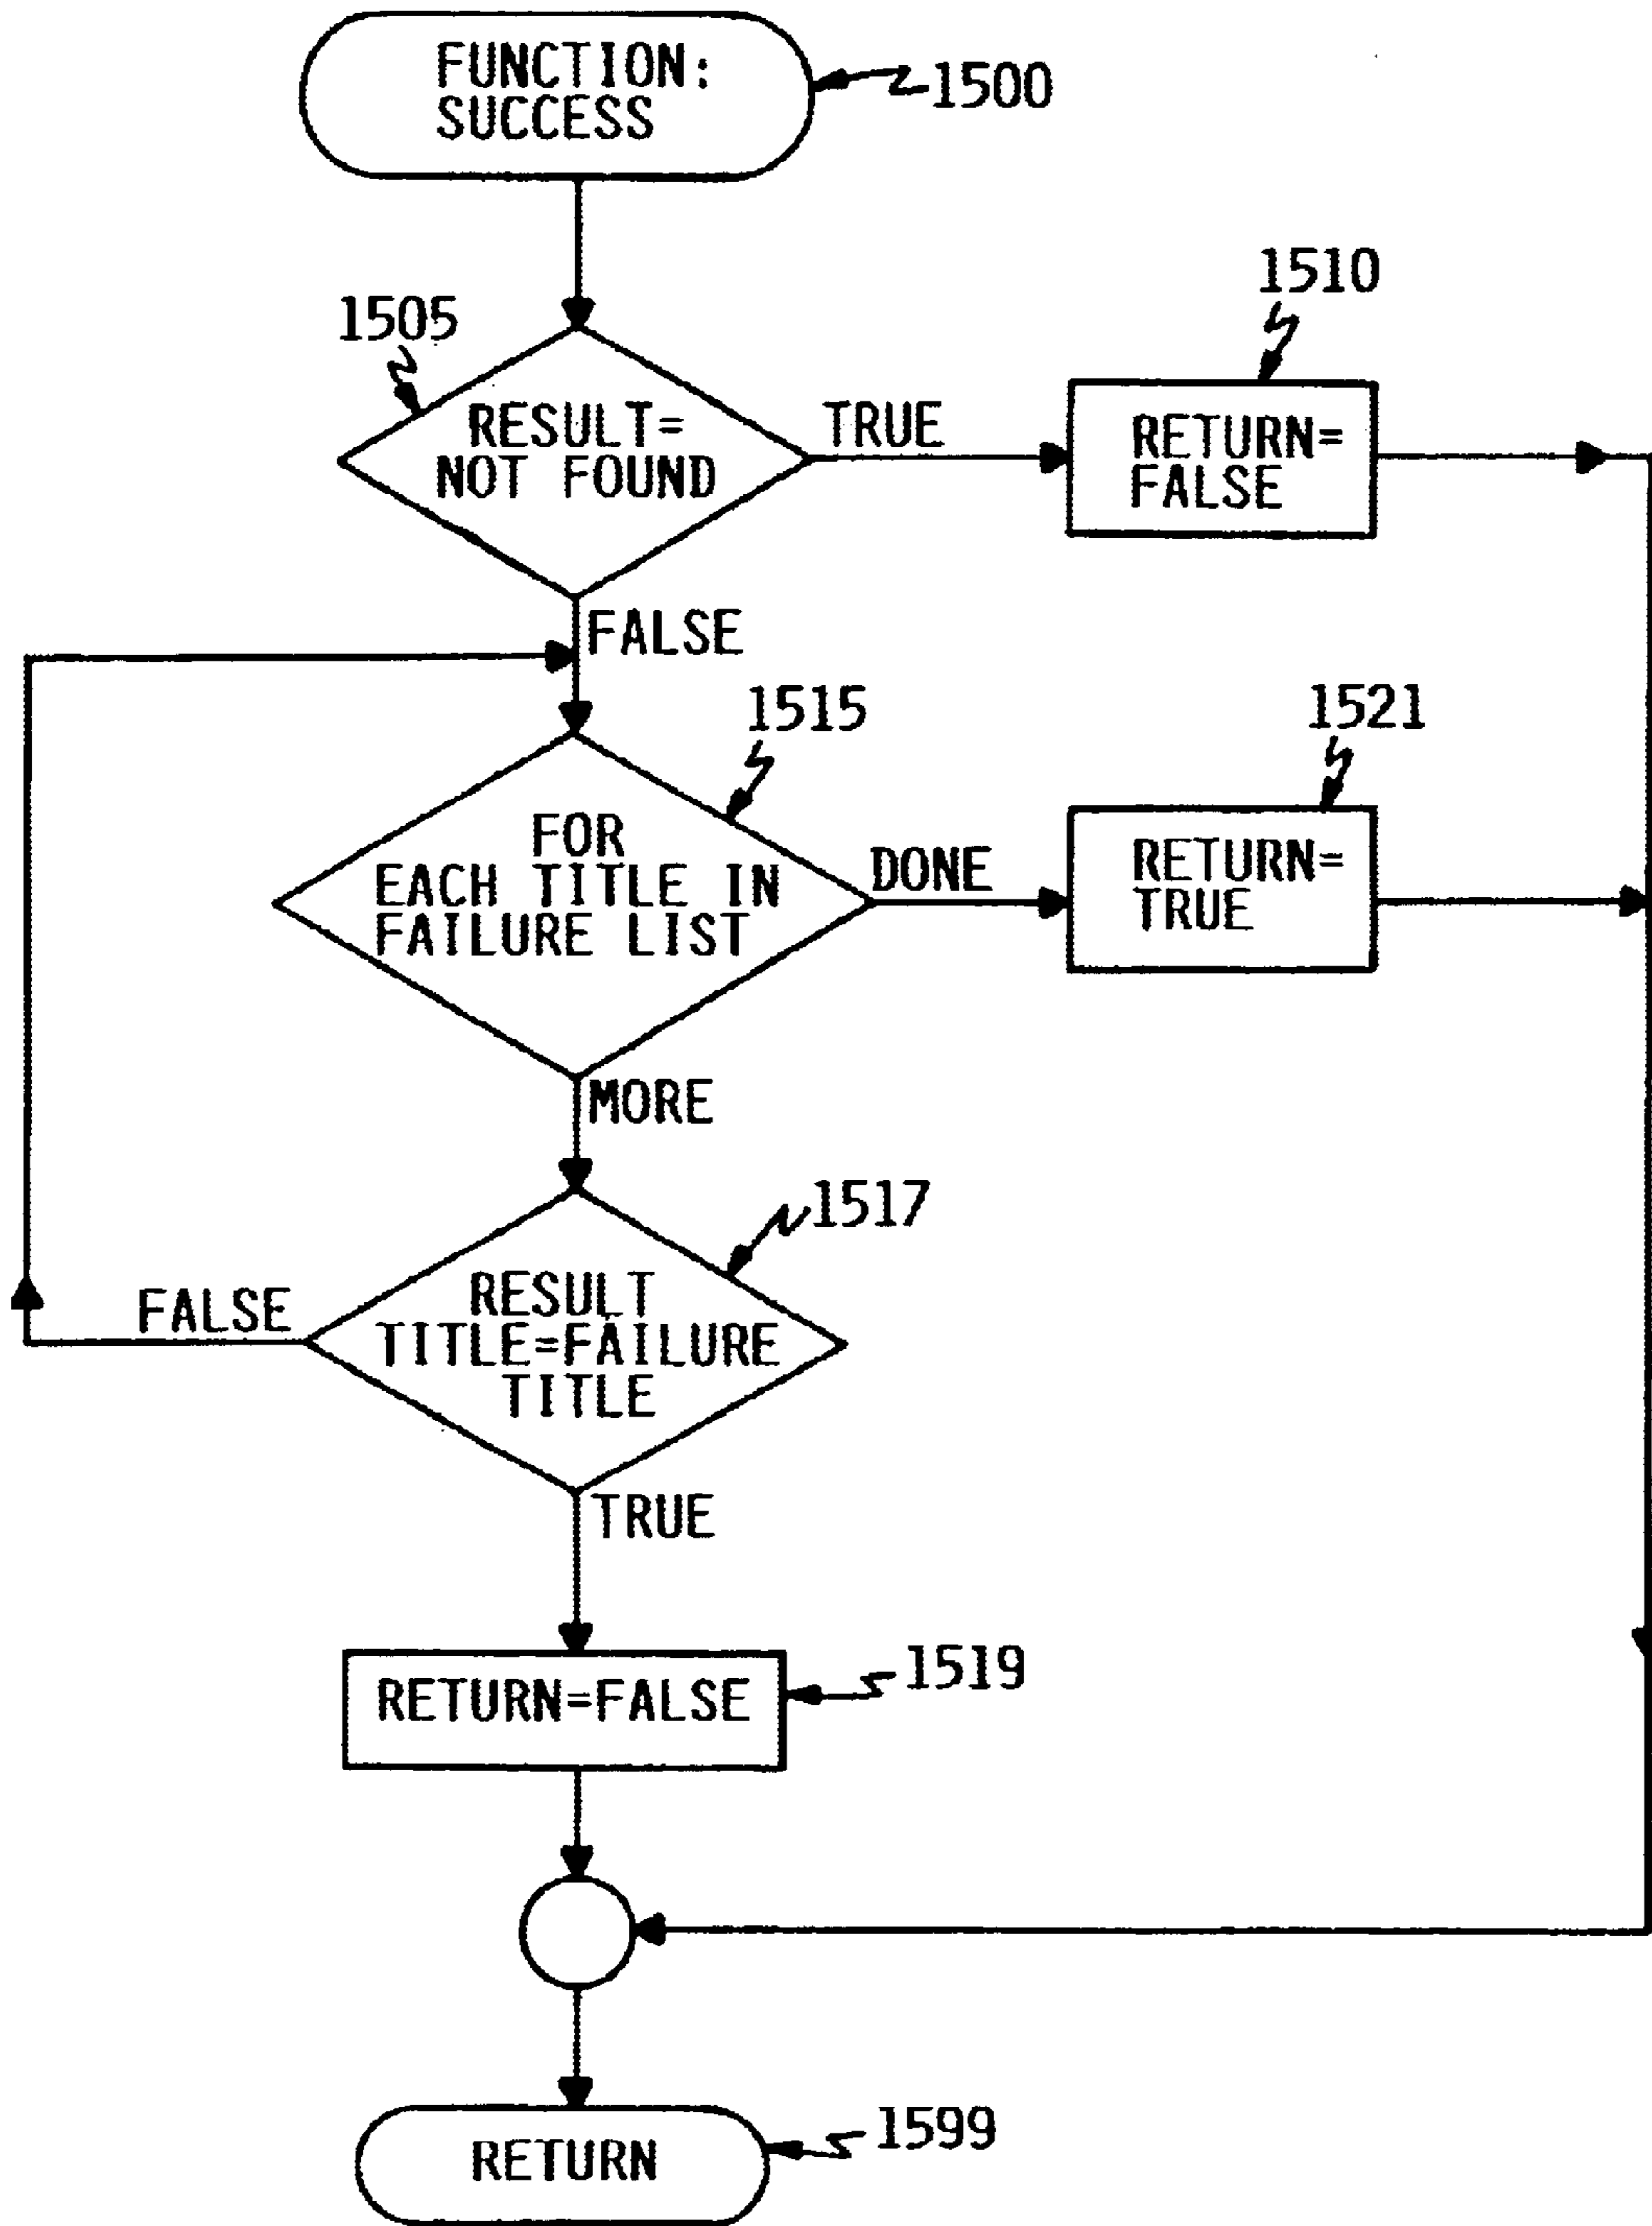 FUNCTION:
SUCCESS
1500
1505
RESULT=
NOT FOUND
TRUE
1510
RETURN=
FALSE
FALSE
1515
FOR
EACH TITLE IN
FAILURE LIST
DONE
1521
RETURN=
TRUE
MORE
1517
RESULT
TITLE=FAILURE
TITLE
FALSE
TRUE
RETURN=FALSE
1519
RETURN
1599